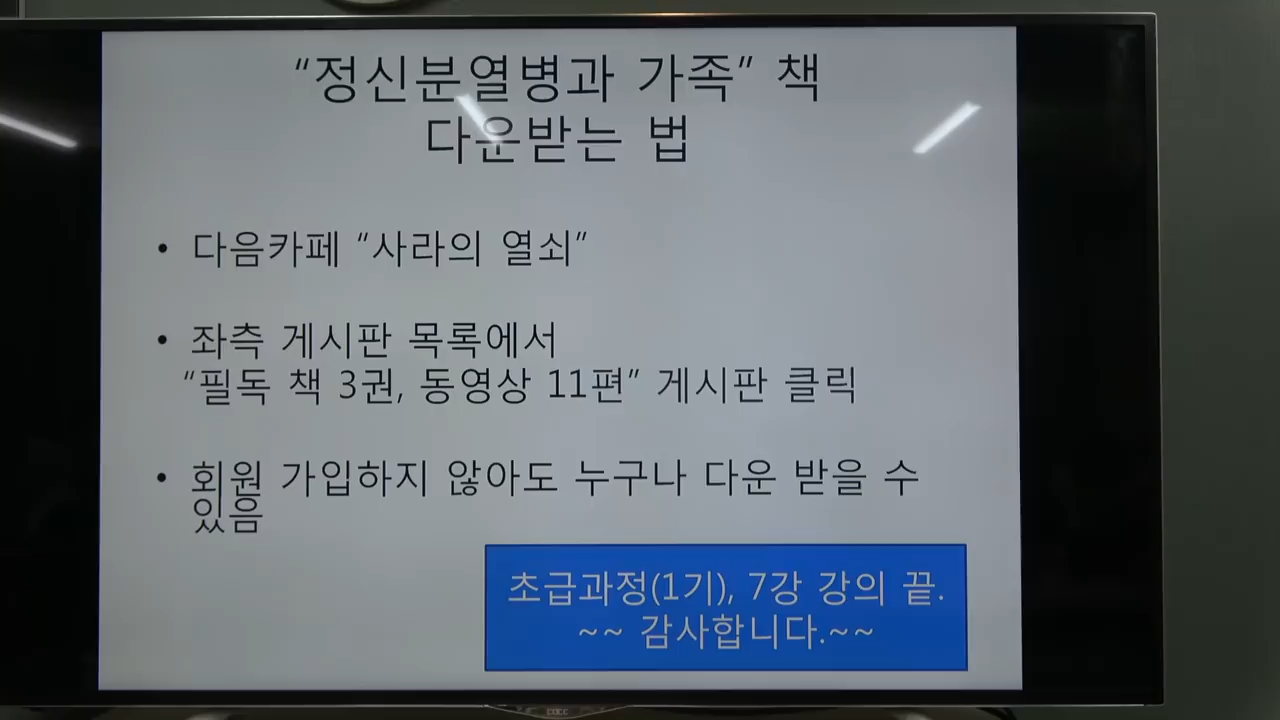 “정신분열병과 가족” 책
다운받는 법
• 다음카페 “사라의 열쇠”
• 좌측 게시판 목록에서
“필독 책 3권, 동영상 11편” 게시판 클릭
• 회원 가입하지 않아도 누구나 다운 받을 수
있음
초급과정(1기), 7강 강의 끝.
~~ 감사합니다.~~